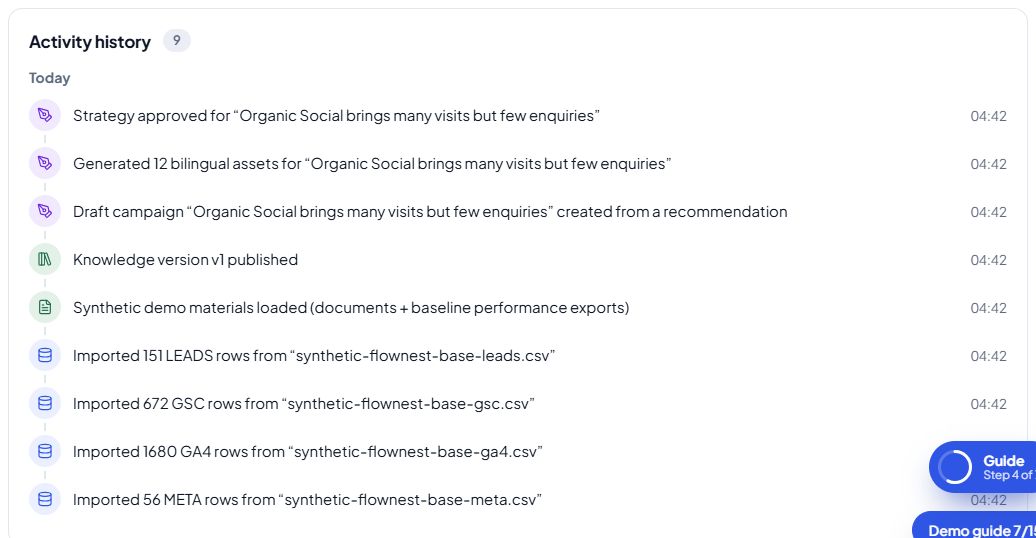 Activity history 9
Today
Strategy approved for “Organic Social brings many visits but few enquiries” 04:42
Generated 12 bilingual assets for “Organic Social brings many visits but few enquiries” 04:42
Draft campaign “Organic Social brings many visits but few enquiries” created from a recommendation 04:42
Knowledge version v1 published 04:42
Synthetic demo materials loaded (documents + baseline performance exports) 04:42
Imported 151 LEADS rows from “synthetic-flownest-base-leads.csv” 04:42
Imported 672 GSC rows from “synthetic-flownest-base-gsc.csv” 04:42
Imported 1680 GA4 rows from “synthetic-flownest-base-ga4.csv”
Guide
Step 4 of
Imported 56 META rows from “synthetic-flownest-base-meta.csv” 04:42
Demo guide 7/1